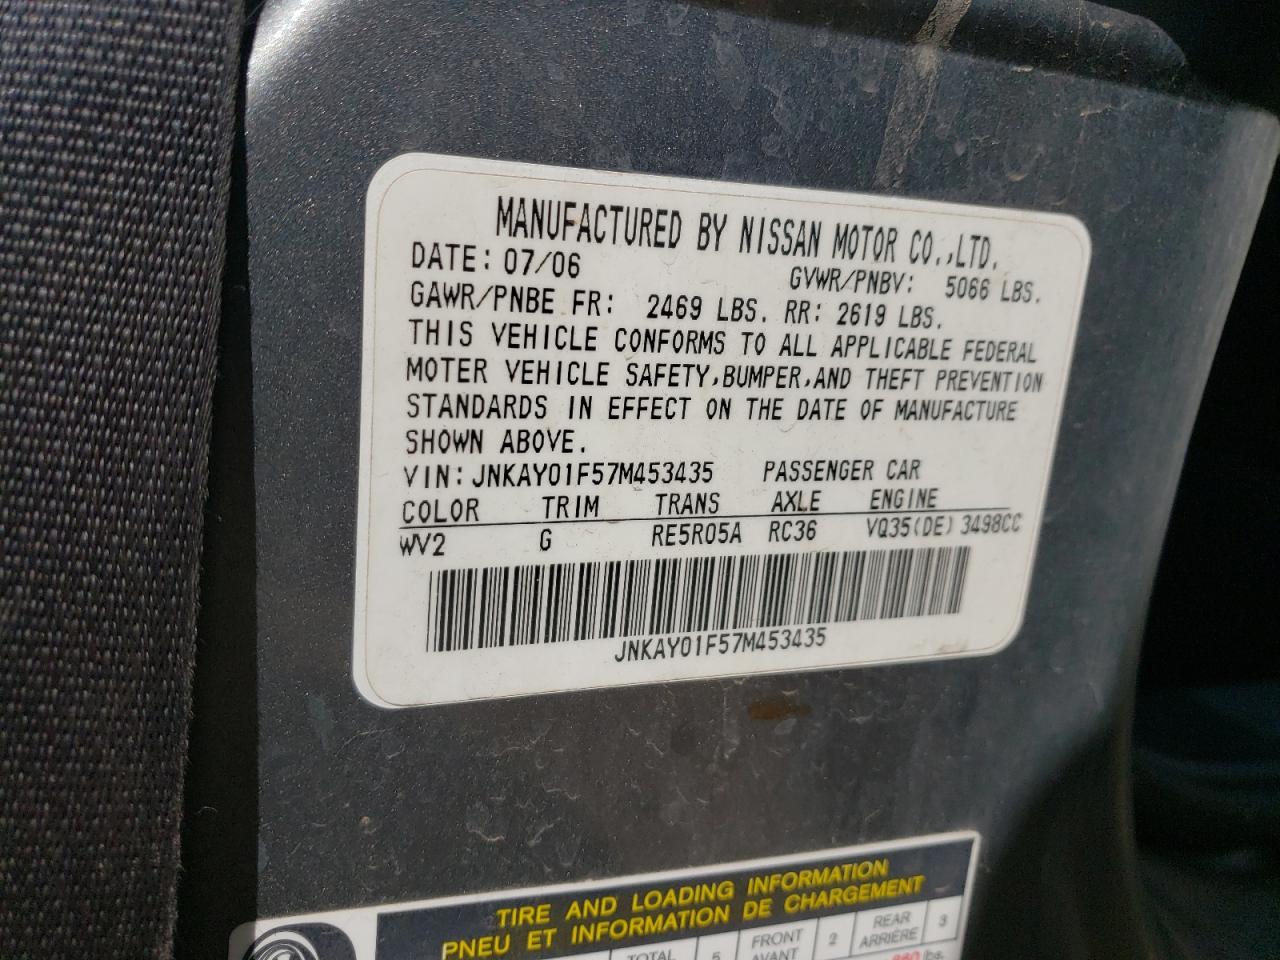 MANUFACTURED BY NISSAN MOTOR CO.,LTD.
DATE: 07/06 GVWR/PNBV: 5066 LBS.
GAWR/PNBE FR: 2469 LBS. RR: 2619 LBS.
THIS VEHICLE CONFORMS TO ALL APPLICABLE FEDERAL
MOTER VEHICLE SAFETY,BUMPER,AND THEFT PREVENTION
STANDARDS IN EFFECT ON THE DATE OF MANUFACTURE
SHOWN ABOVE.
VIN:JNKAY01F57M453435 PASSENGER CAR
COLOR TRIM TRANS AXLE ENGINE
WV2 G RE5R05A RC36 VQ35(DE) 3498CC
JNKAY01F57M453435
TIRE AND LOADING INFORMATION
PNEU ET INFORMATION DE CHARGEMENT
TOTAL 5 FRONT 2 REAR 3
AVANT ARRIÈRE
lbs.